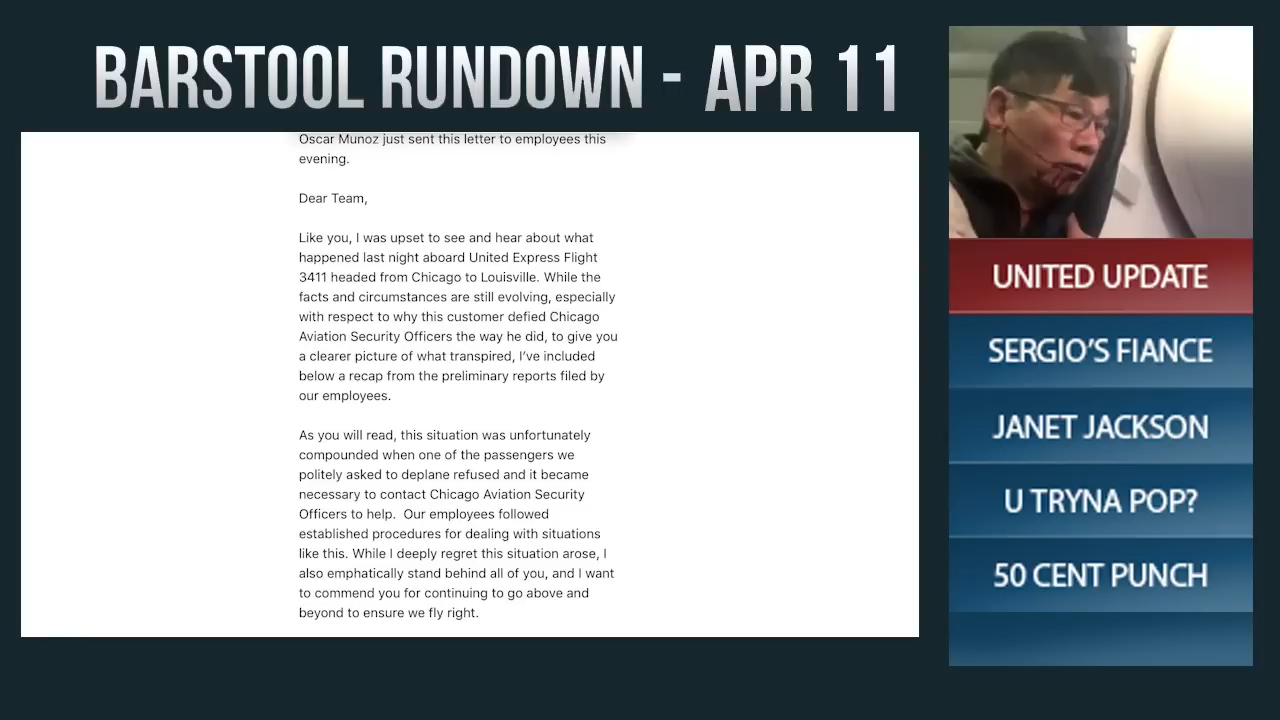 BARSTOOL RUNDOWN - APR 11
Oscar Munoz just sent this letter to employees this
evening.
Dear Team,
Like you, I was upset to see and hear about what
happened last night aboard United Express Flight
3411 headed from Chicago to Louisville. While the
facts and circumstances are still evolving, especially
with respect to why this customer defied Chicago
Aviation Security Officers the way he did, to give you
a clearer picture of what transpired, I've included
below a recap from the preliminary reports filed by
our employees.
As you will read, this situation was unfortunately
compounded when one of the passengers we
politely asked to deplane refused and it became
necessary to contact Chicago Aviation Security
Officers to help.  Our employees followed
established procedures for dealing with situations
like this. While I deeply regret this situation arose, I
also emphatically stand behind all of you, and I want
to commend you for continuing to go above and
beyond to ensure we fly right.
UNITED UPDATE
SERGIO'S FIANCE
JANET JACKSON
U TRYNA POP?
50 CENT PUNCH